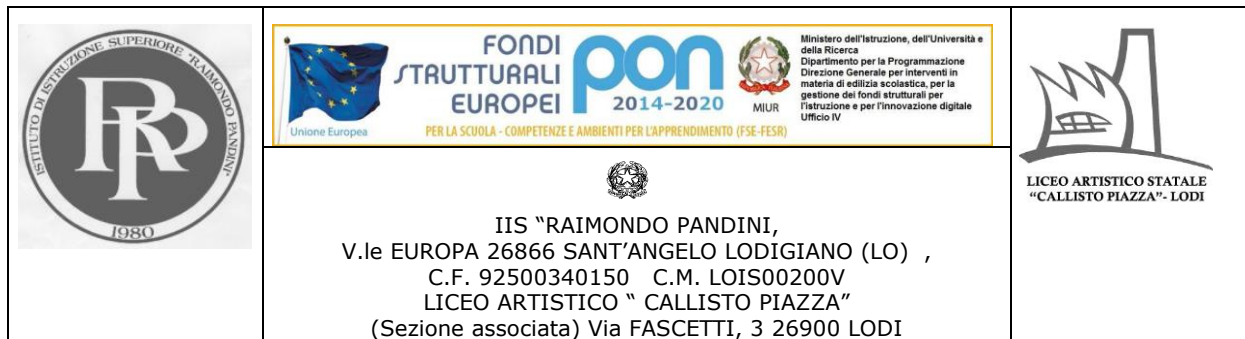 ISTITUTO DI ISTRUZIONE SUPERIORE "RAIMONDO PANDINI"
RP
1980
Unione Europea
FONDI
STRUTTURALI
EUROPEI
pon
2014-2020
MIUR
Ministero dell'Istruzione, dell'Università e
della Ricerca
Dipartimento per la Programmazione
Direzione Generale per interventi in
materia di edilizia scolastica, per la
gestione dei fondi strutturali per
l'istruzione e per l'innovazione digitale
Ufficio IV
PER LA SCUOLA - COMPETENZE E AMBIENTI PER L'APPRENDIMENTO (FSE-FESR)
IIS "RAIMONDO PANDINI,
V.le EUROPA 26866 SANT'ANGELO LODIGIANO (LO) ,
C.F. 92500340150 C.M. LOIS00200V
LICEO ARTISTICO " CALLISTO PIAZZA"
(Sezione associata) Via FASCETTI, 3 26900 LODI
LICEO ARTISTICO STATALE
"CALLISTO PIAZZA"- LODI